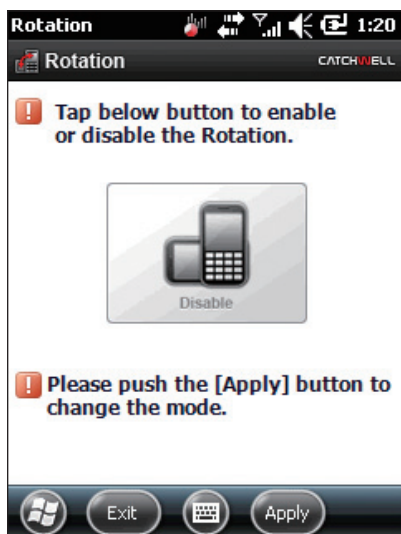 Rotation 1:20
Rotation CATCHWELL
! Tap below button to enable
or disable the Rotation.
Disable
! Please push the [Apply] button to
change the mode.
Exit Apply